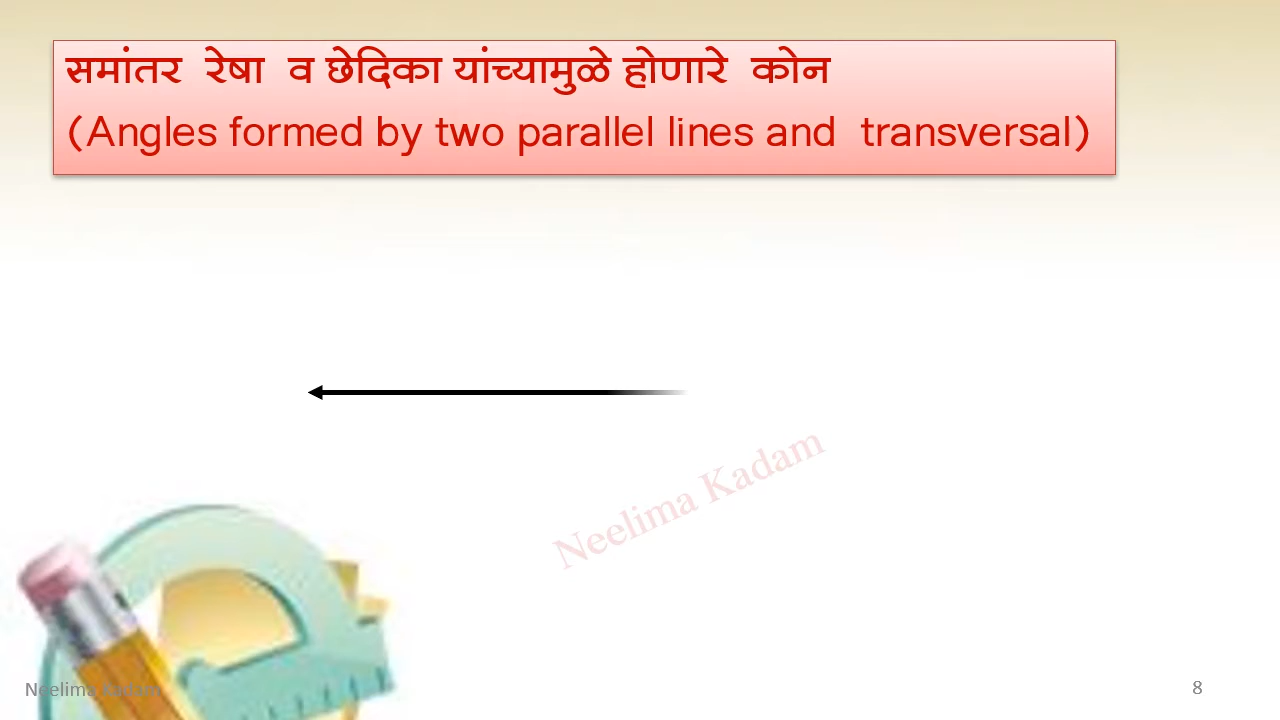 समांतर रेषा व छेदिका यांच्यामुळे होणारे कोन
(Angles formed by two parallel lines and transversal)
Neelima Kadam
Neelima Kadam
8